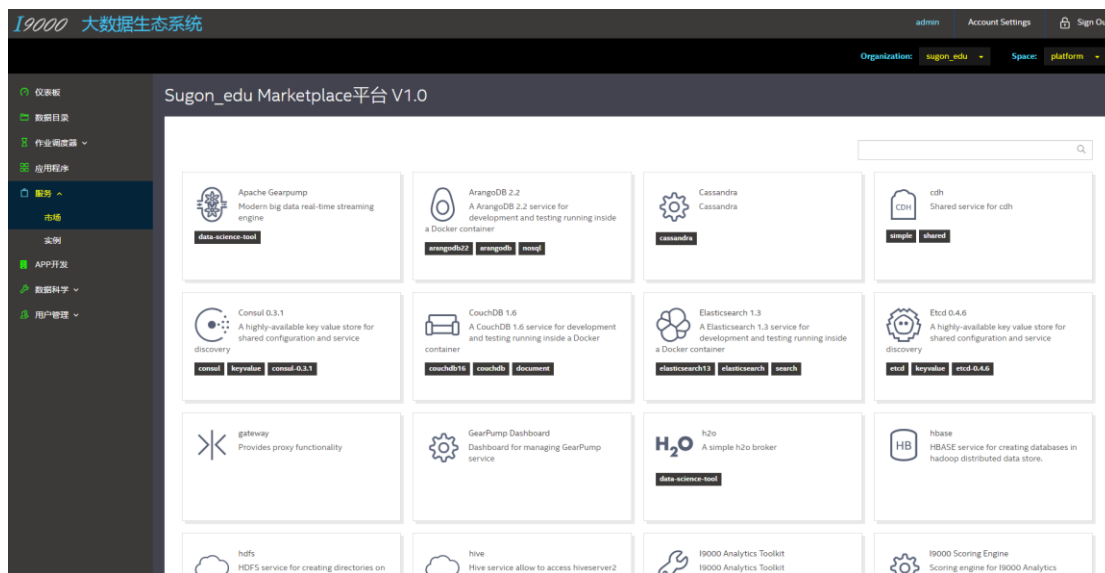 I9000 大数据生态系统
admin Account Settings Sign Ou
Organization: sugon_edu Space: platform
仪表板
数据目录
作业调度器
应用程序
服务
市场
实例
APP开发
数据科学
用户管理
Sugon_edu Marketplace平台 V1.0
Apache Gearpump
Modern big data real-time streaming
engine
data-science-tool
ArangoDB 2.2
A ArangoDB 2.2 service for
development and testing running inside
a Docker container
arangodb22 arangodb nosql
Cassandra
Cassandra
cassandra
CDH
cdh
Shared service for cdh
simple shared
Consul 0.3.1
A highly-available key value store for
shared configuration and service
discovery
consul keyvalue consul-0.3.1
CouchDB 1.6
A CouchDB 1.6 service for development
and testing running inside a Docker
container
couchdb16 couchdb document
Elasticsearch 1.3
A Elasticsearch 1.3 service for
development and testing running inside
a Docker container
elasticsearch13 elasticsearch search
Etcd 0.4.6
A highly-available key value store for
shared configuration and service
discovery
etcd keyvalue etcd-0.4.6
gateway
Provides proxy functionality
GearPump Dashboard
Dashboard for managing GearPump
service
H2O
h2o
A simple h2o broker
data-science-tool
HB
hbase
HBASE service for creating databases in
hadoop distributed data store.
hdfs
HDFS service for creating directories on
hive
Hive service allow to access hiveserver2
I9000 Analytics Toolkit
I9000 Analytics Toolkit
I9000 Scoring Engine
Scoring engine for I9000 Analytics